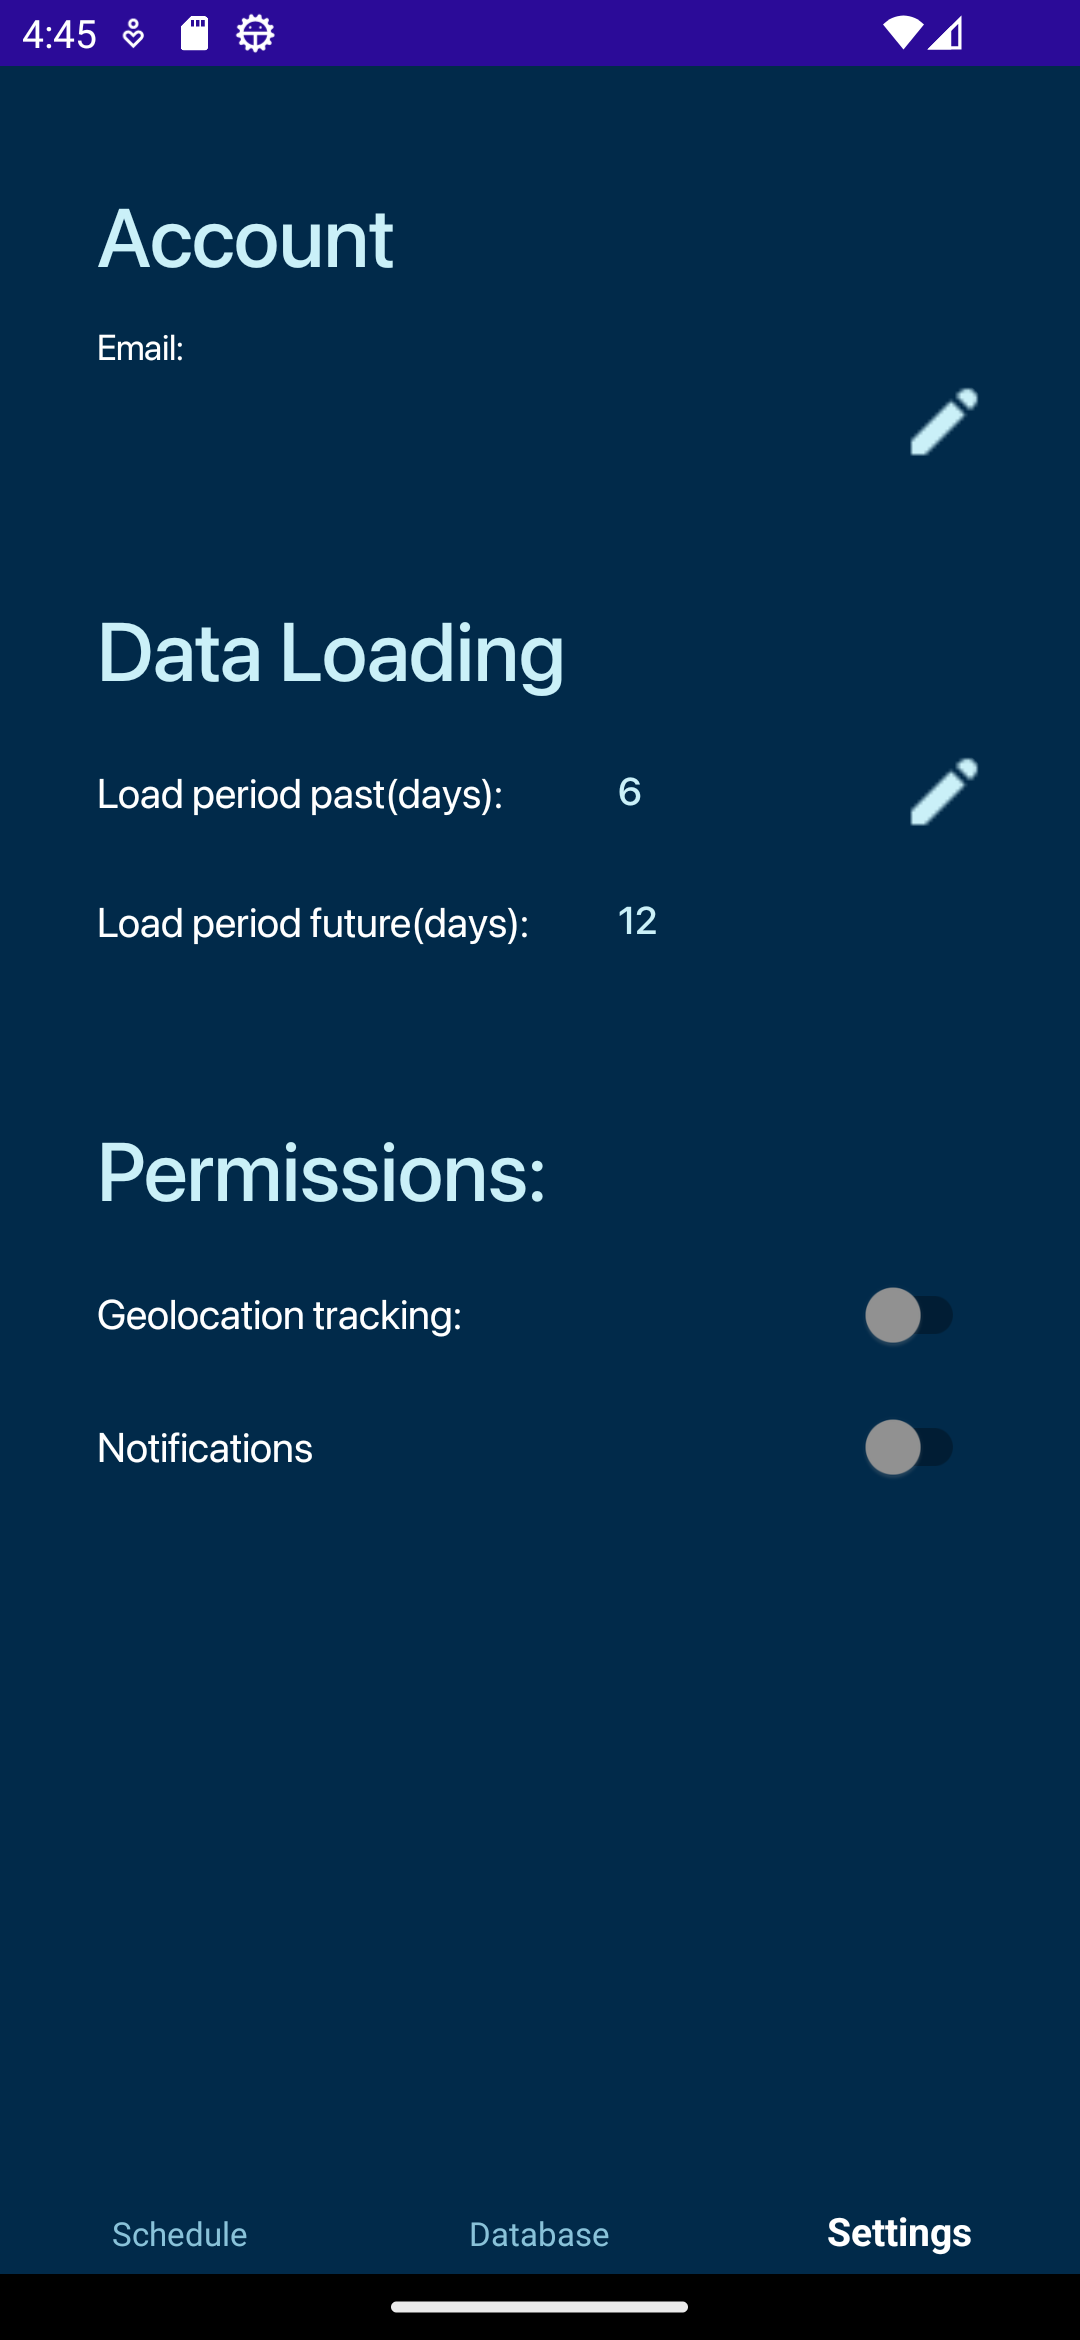 4:45
Account
Email:
Data Loading
Load period past(days): 6
Load period future(days): 12
Permissions:
Geolocation tracking:
Notifications
Schedule Database Settings